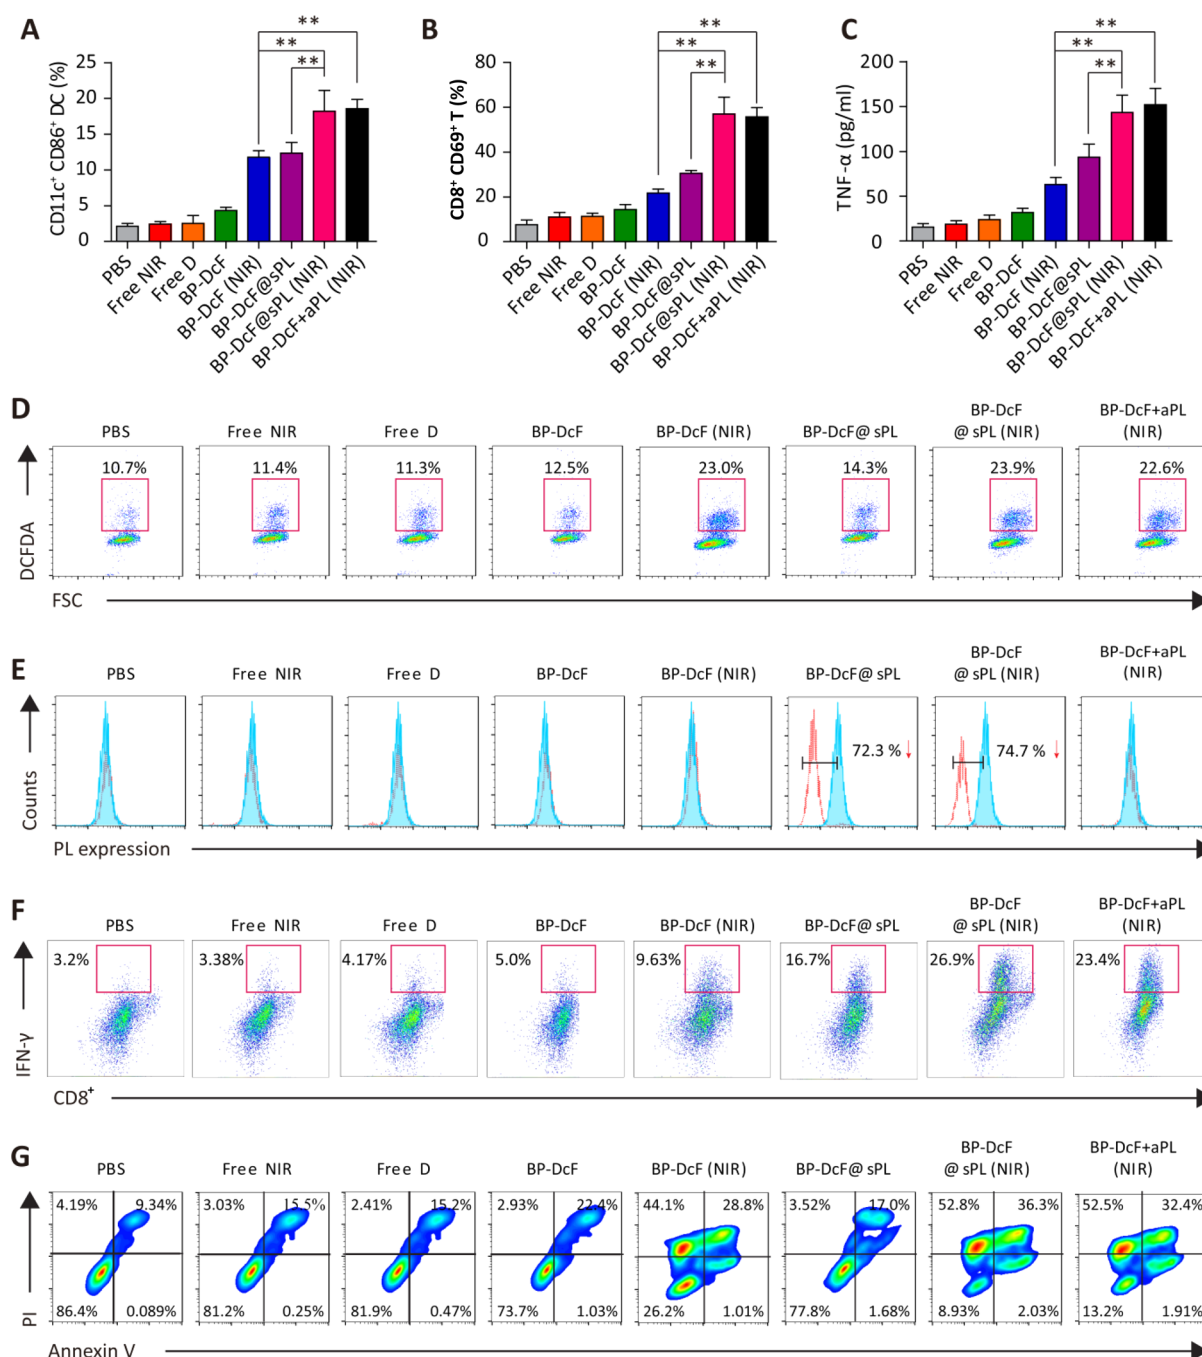 A
B
C
**
**
**
**
**
**
**
**
**
CD11c⁺ CD86⁺ DC (%)
25
20
15
10
5
0
CD8⁺ CD69⁺ T (%)
80
60
40
20
0
TNF-α (pg/ml)
200
150
100
50
0
PBS
Free NIR
Free D
BP-DcF
BP-DcF (NIR)
BP-DcF@sPL
BP-DcF@sPL (NIR)
BP-DcF+aPL (NIR)
PBS
Free NIR
Free D
BP-DcF
BP-DcF (NIR)
BP-DcF@sPL
BP-DcF@sPL (NIR)
BP-DcF+aPL (NIR)
PBS
Free NIR
Free D
BP-DcF
BP-DcF (NIR)
BP-DcF@sPL
BP-DcF@sPL (NIR)
BP-DcF+aPL (NIR)
D
PBS
Free NIR
Free D
BP-DcF
BP-DcF (NIR)
BP-DcF@ sPL
BP-DcF
@ sPL (NIR)
BP-DcF+aPL
(NIR)
10.7%
11.4%
11.3%
12.5%
23.0%
14.3%
23.9%
22.6%
DCFDA
FSC
E
PBS
Free NIR
Free D
BP-DcF
BP-DcF (NIR)
BP-DcF@ sPL
BP-DcF
@ sPL (NIR)
BP-DcF+aPL
(NIR)
72.3 % ↓
74.7 % ↓
Counts
PL expression
F
PBS
Free NIR
Free D
BP-DcF
BP-DcF (NIR)
BP-DcF@ sPL
BP-DcF
@ sPL (NIR)
BP-DcF+aPL
(NIR)
3.2%
3.38%
4.17%
5.0%
9.63%
16.7%
26.9%
23.4%
IFN-γ
CD8⁺
G
PBS
Free NIR
Free D
BP-DcF
BP-DcF (NIR)
BP-DcF@ sPL
BP-DcF
@ sPL (NIR)
BP-DcF+aPL
(NIR)
4.19% 9.34%
3.03% 15.5%
2.41% 15.2%
2.93% 22.4%
44.1% 28.8%
3.52% 17.0%
52.8% 36.3%
52.5% 32.4%
86.4% 0.089%
81.2% 0.25%
81.9% 0.47%
73.7% 1.03%
26.2% 1.01%
77.8% 1.68%
8.93% 2.03%
13.2% 1.91%
PI
Annexin V